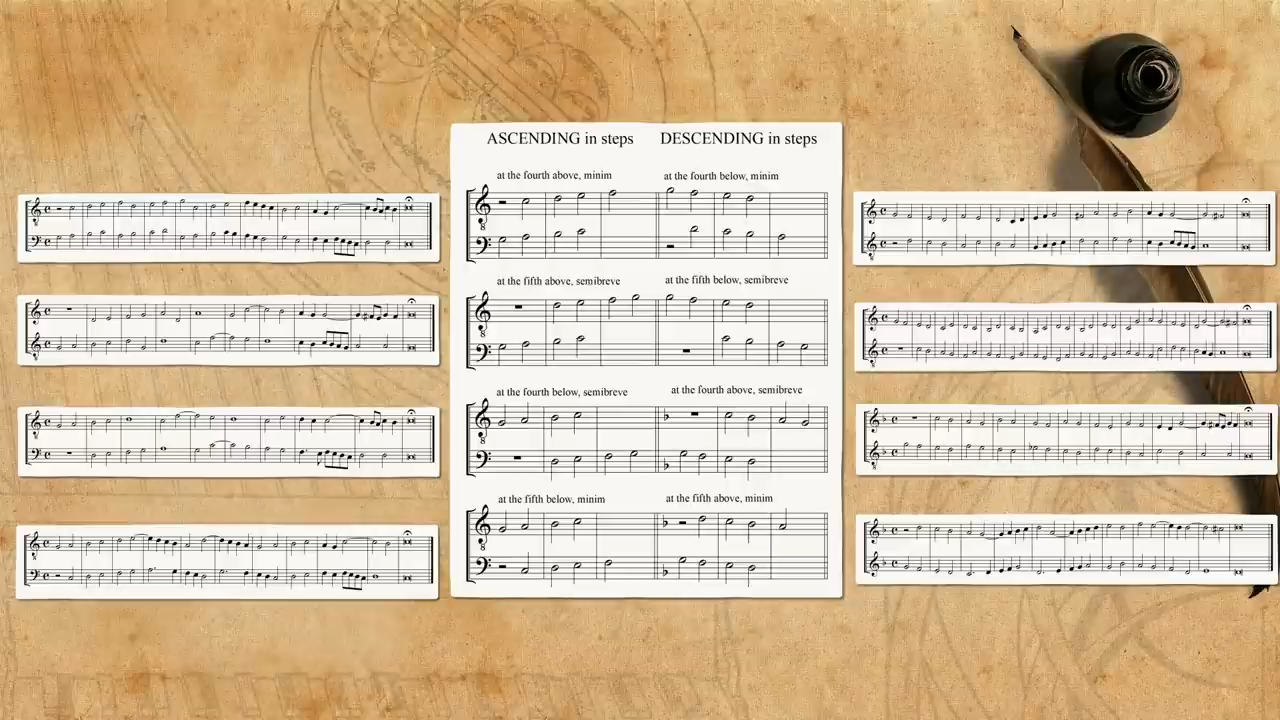 ASCENDING in steps DESCENDING in steps
at the fourth above, minim at the fourth below, minim
at the fifth above, semibreve at the fifth below, semibreve
at the fourth below, semibreve at the fourth above, semibreve
at the fifth below, minim at the fifth above, minim